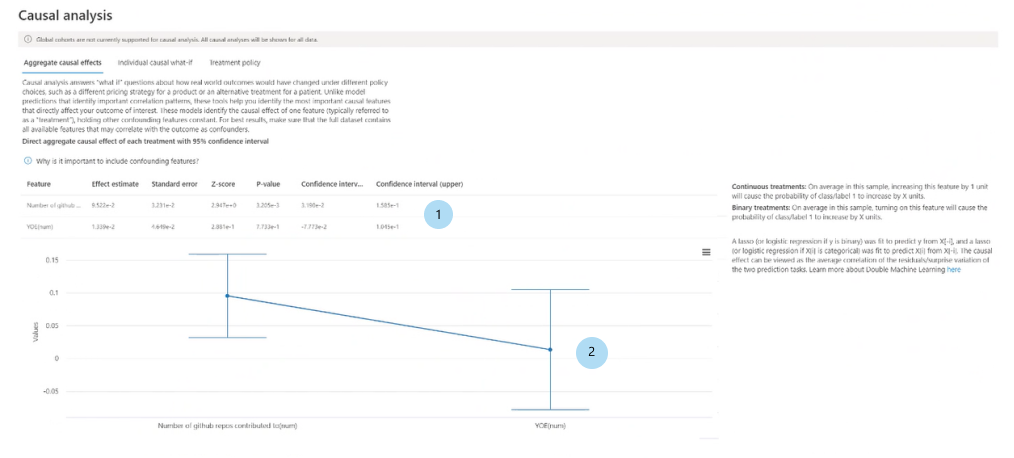 Causal analysis
Global cohorts are not currently supported for causal analysis. All causal analyses will be shown for all data.
Aggregate causal effects Individual causal what-if Treatment policy
Causal analysis answers "what if" questions about how real world outcomes would have changed under different policy
choices, such as a different pricing strategy for a product or an alternative treatment for a patient. Unlike model
predictions that identify important correlation patterns, these tools help you identify the most important causal features
that directly affect your outcome of interest. These models identify the causal effect of one feature (typically referred to
as a "treatment"), holding other confounding features constant. For best results, make sure that the full dataset contains
all available features that may correlate with the outcome as confounders.
Direct aggregate causal effect of each treatment with 95% confidence interval
Why is it important to include confounding features?
Feature Effect estimate Standard error Z-score P-value Confidence interv... Confidence interval (upper)
Number of github ... 3.231e-2 2.947e+0 3.205e-3 1.585e-1
YOE(num) 1.339e-2 4.648e-2 2.881e-1 7.733e-1 -7.773e-2 1.045e-1
1
Continuous treatments: On average in this sample, increasing this feature by 1 unit
will cause the probability of class/label 1 to increase by X units.
Binary treatments: On average in this sample, turning on this feature will cause the
probability of class/label 1 to increase by X units.
A lasso (or logistic regression if y is binary) was fit to predict y from X[-i], and a lasso
(or logistic regression if X[i] is categorical) was fit to predict X[i] from X[-i]. The causal
effect can be viewed as the average correlation of the residuals/surprise variation of
the two prediction tasks. Learn more about Double Machine Learning here
0.15
0.1
0.05
0
-0.05
Values
2
Number of github repos contributed to(num) YOE(num)